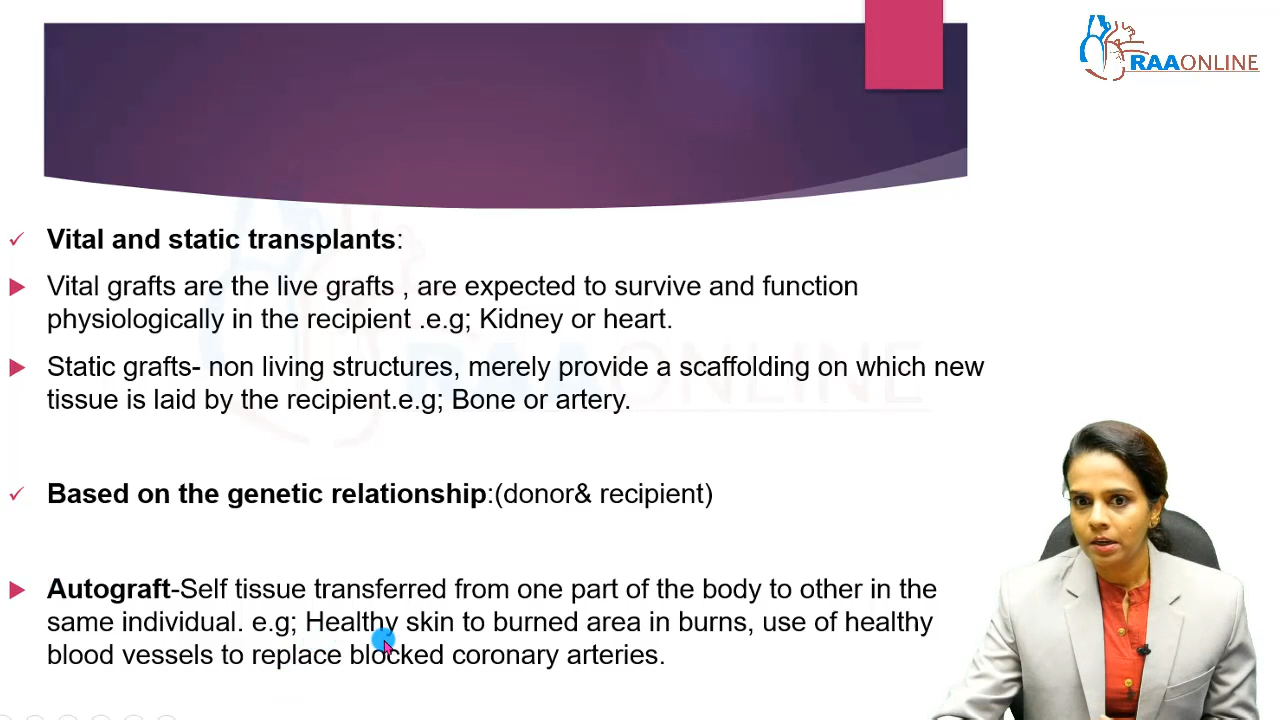 RAAONLINE
Vital and static transplants:
Vital grafts are the live grafts , are expected to survive and function
physiologically in the recipient .e.g; Kidney or heart.
Static grafts- non living structures, merely provide a scaffolding on which new
tissue is laid by the recipient.e.g; Bone or artery.
Based on the genetic relationship:(donor& recipient)
Autograft-Self tissue transferred from one part of the body to other in the
same individual. e.g; Healthy skin to burned area in burns, use of healthy
blood vessels to replace blocked coronary arteries.
RAAONLINE